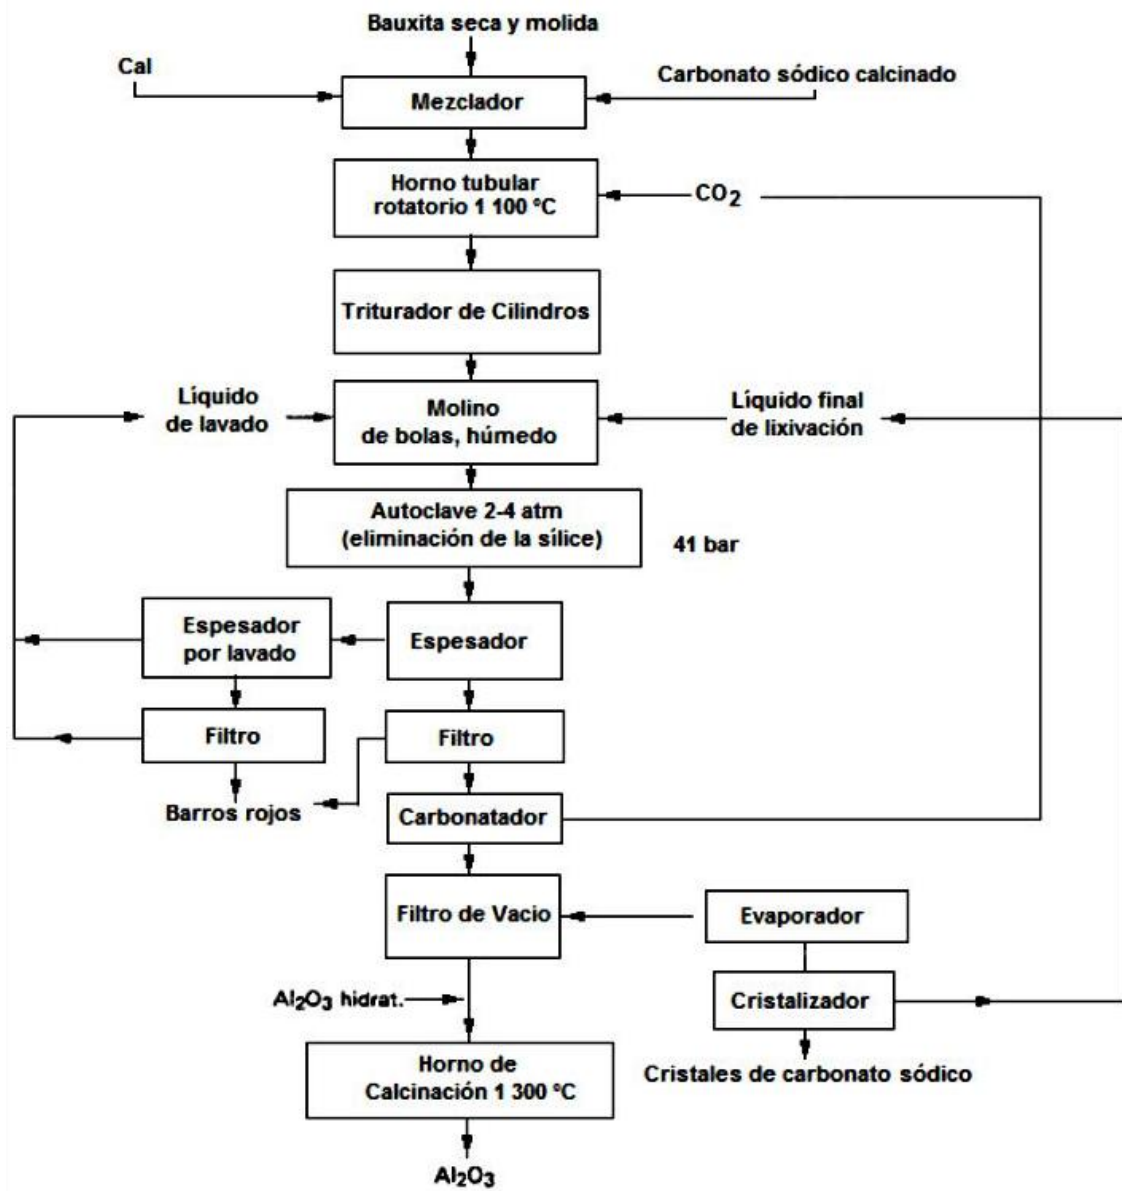 Bauxita seca y molida
Cal
Carbonato sódico calcinado
Mezclador
Horno tubular
rotatorio 1 100 ºC
CO2
Triturador de Cilindros
Líquido
de lavado
Molino
de bolas, húmedo
Líquido final
de lixivación
Autoclave 2-4 atm
(eliminación de la sílice)
41 bar
Espesador
por lavado
Espesador
Filtro
Filtro
Barros rojos
Carbonatador
Filtro de Vacio
Evaporador
Al2O3 hidrat.
Cristalizador
Horno de
Calcinación 1 300 ºC
Cristales de carbonato sódico
Al2O3